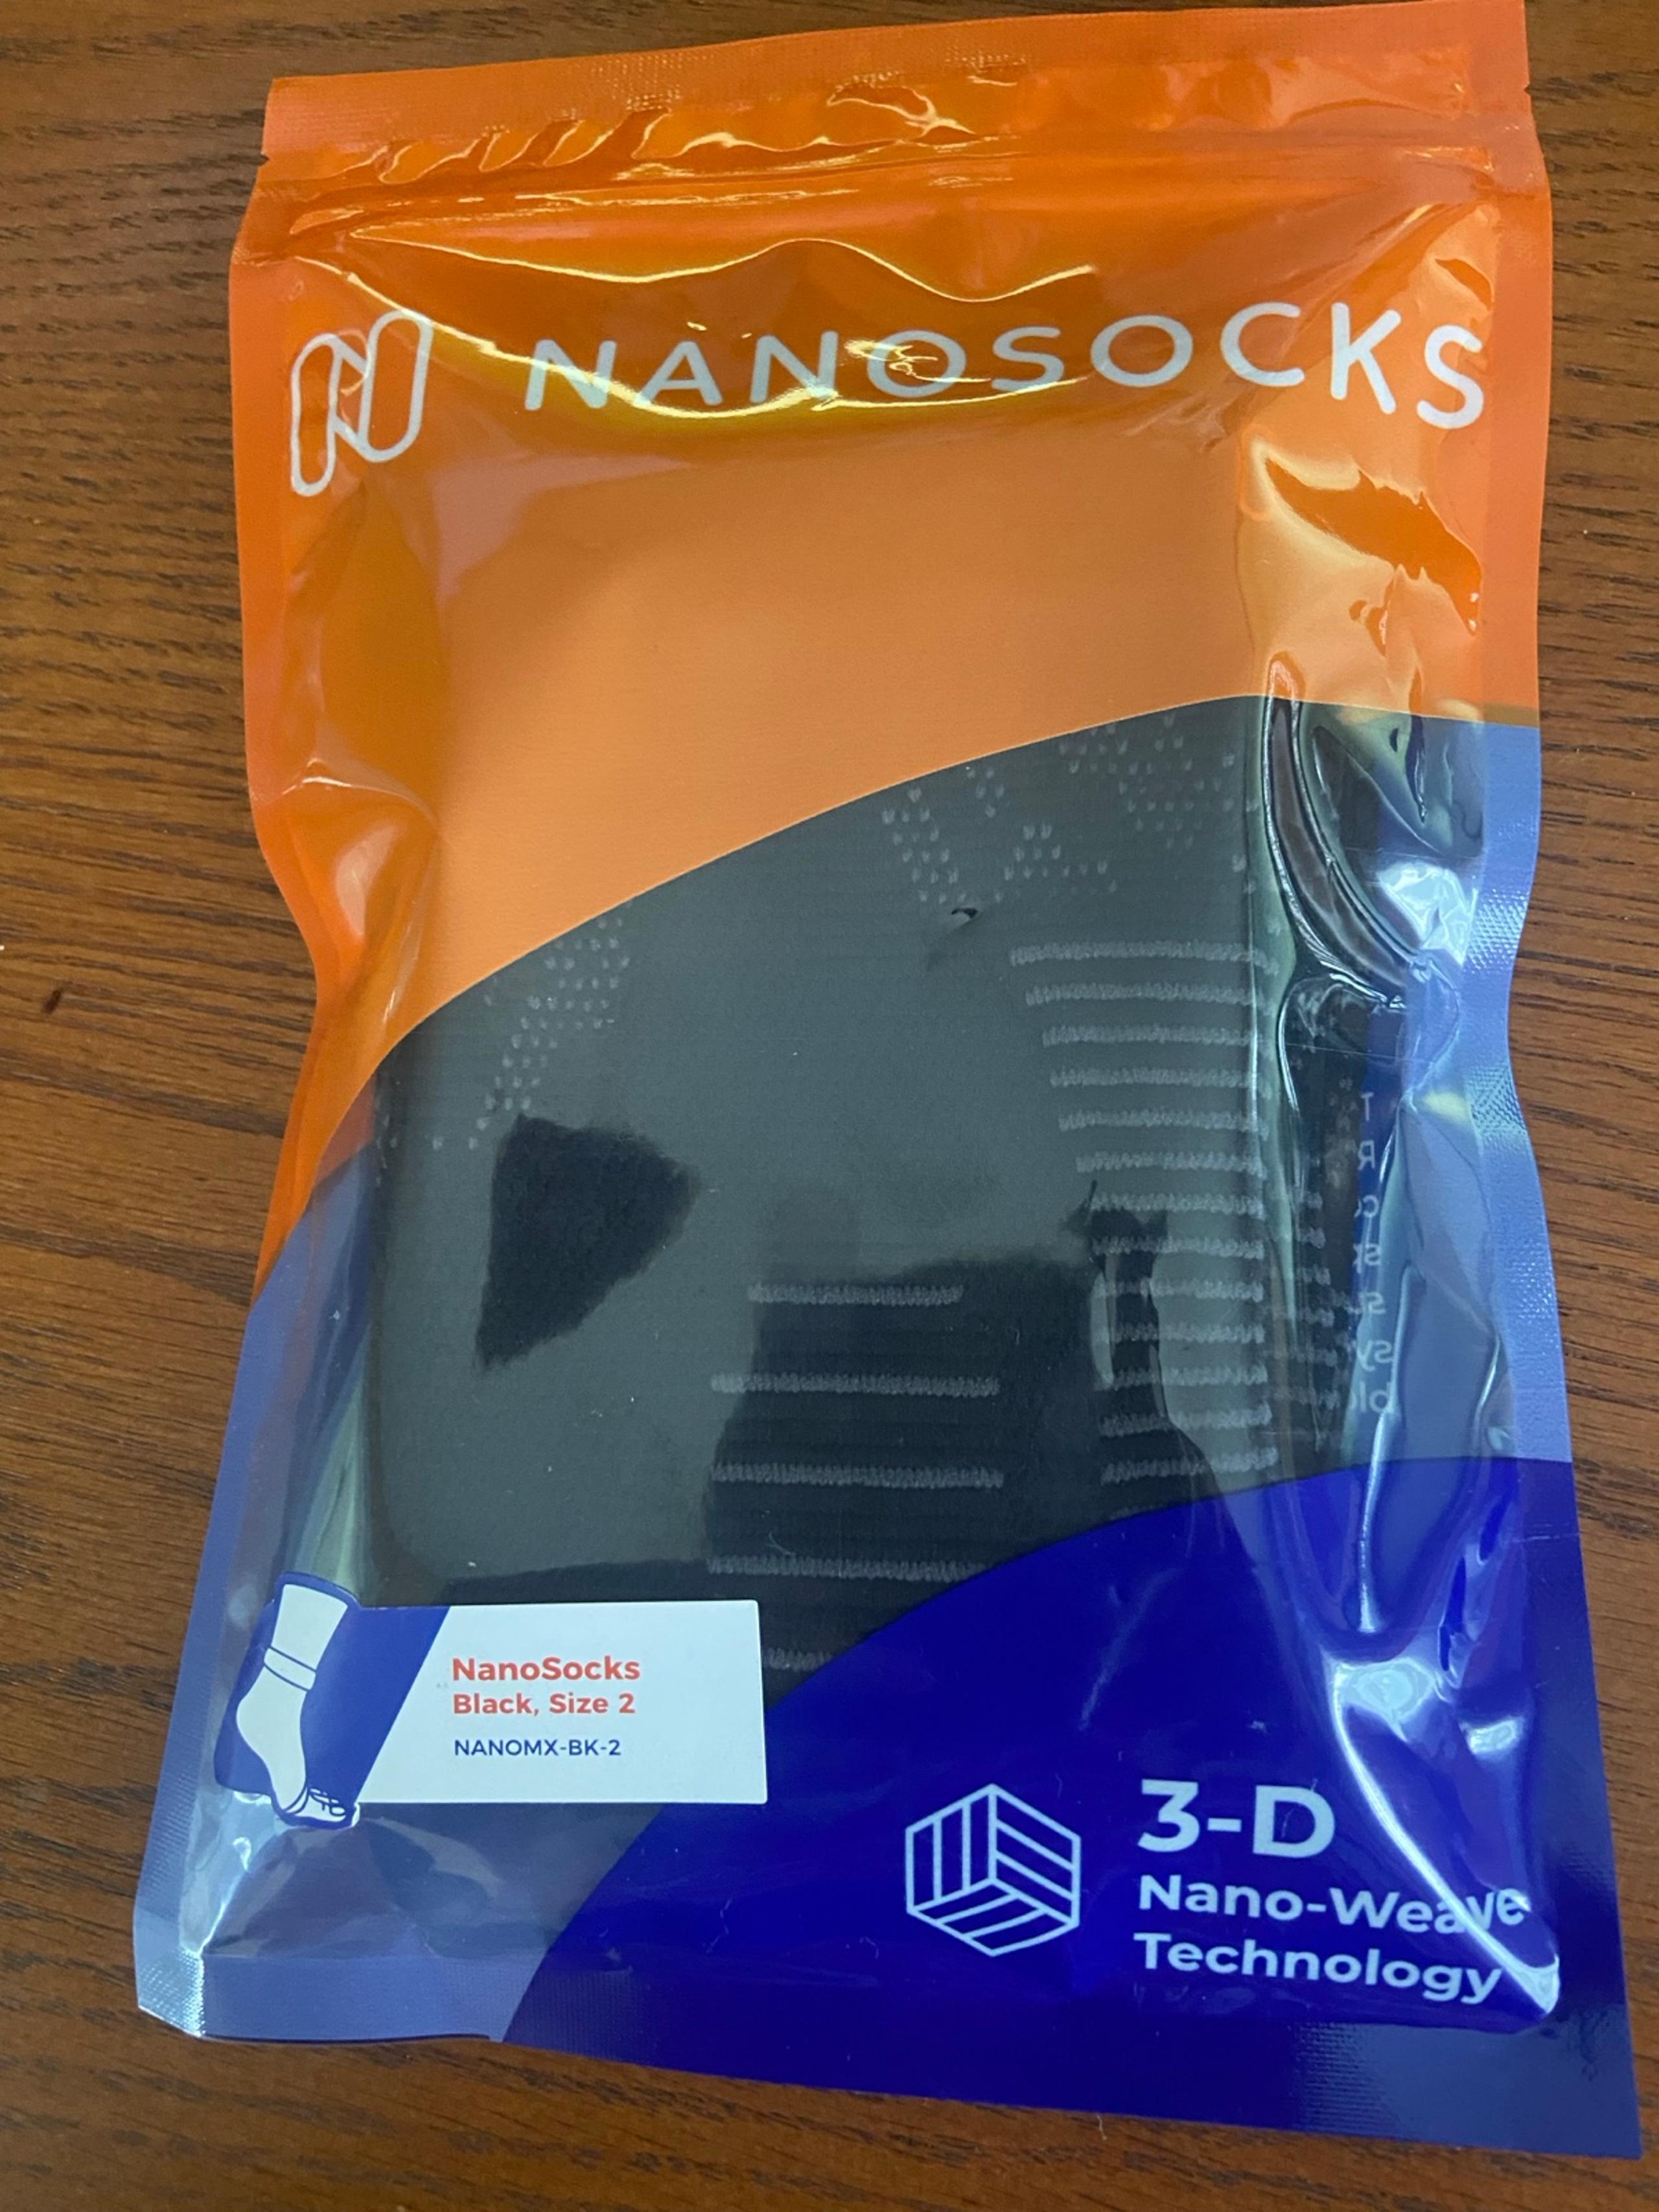 NANOSOCKS
NanoSocks
Black, Size 2
NANOMX-BK-2
3-D
Nano-Weave
Technology